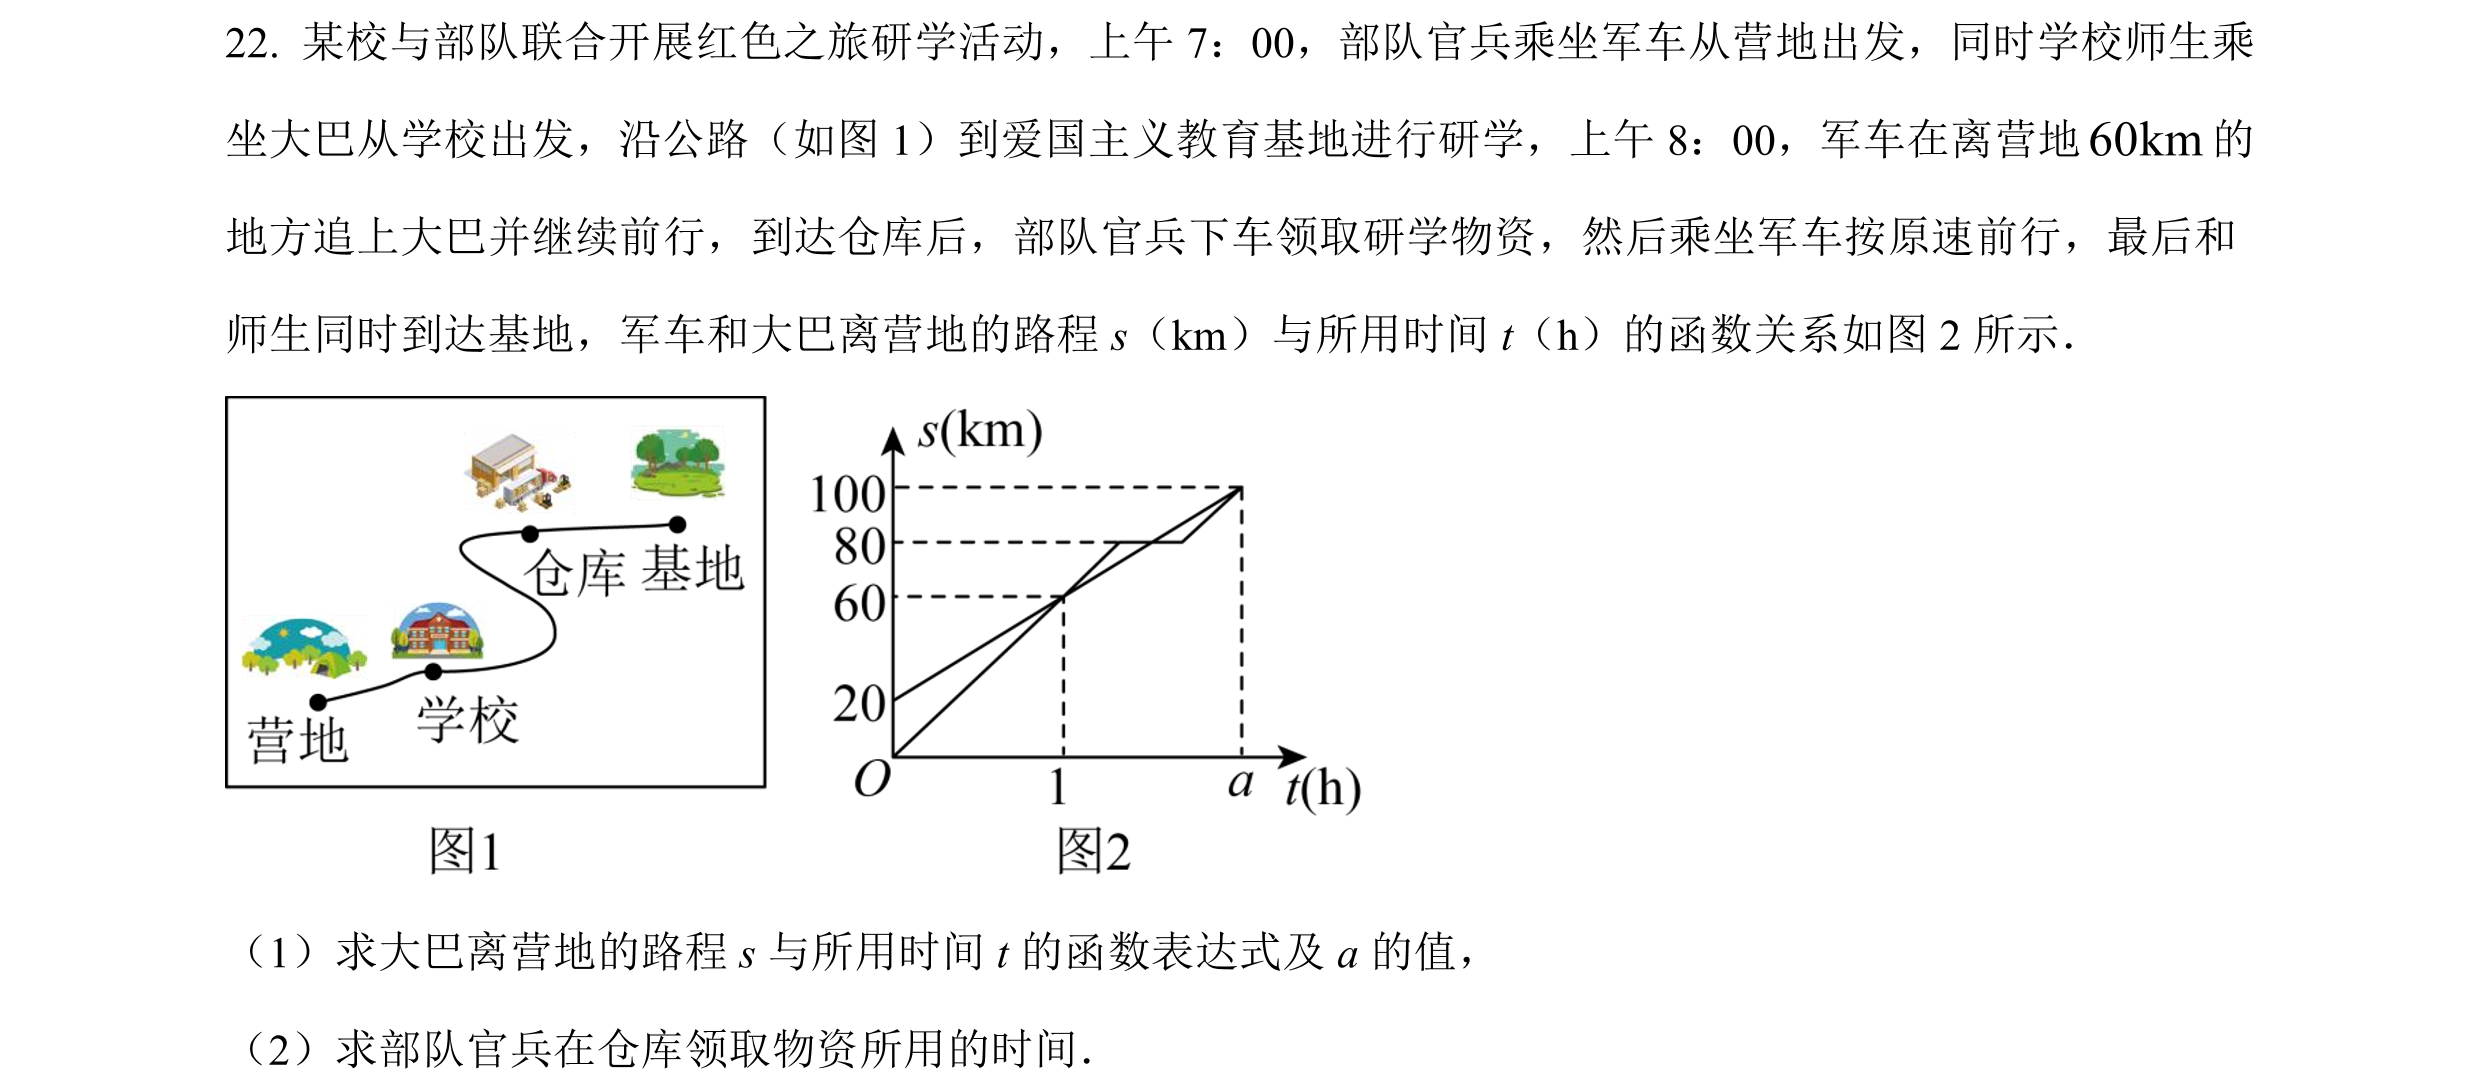 22. 某校与部队联合开展红色之旅研学活动，上午 7：00，部队官兵乘坐军车从营地出发，同时学校师生乘
坐大巴从学校出发，沿公路（如图 1）到爱国主义教育基地进行研学，上午 8：00，军车在离营地60km的
地方追上大巴并继续前行，到达仓库后，部队官兵下车领取研学物资，然后乘坐军车按原速前行，最后和
师生同时到达基地，军车和大巴离营地的路程 s（km）与所用时间 t（h）的函数关系如图 2 所示．
仓库 基地
学校
营地
图1
s(km)
100
80
60
20
O
1
a
t(h)
图2
（1）求大巴离营地的路程 s 与所用时间 t 的函数表达式及 a 的值，
（2）求部队官兵在仓库领取物资所用的时间．